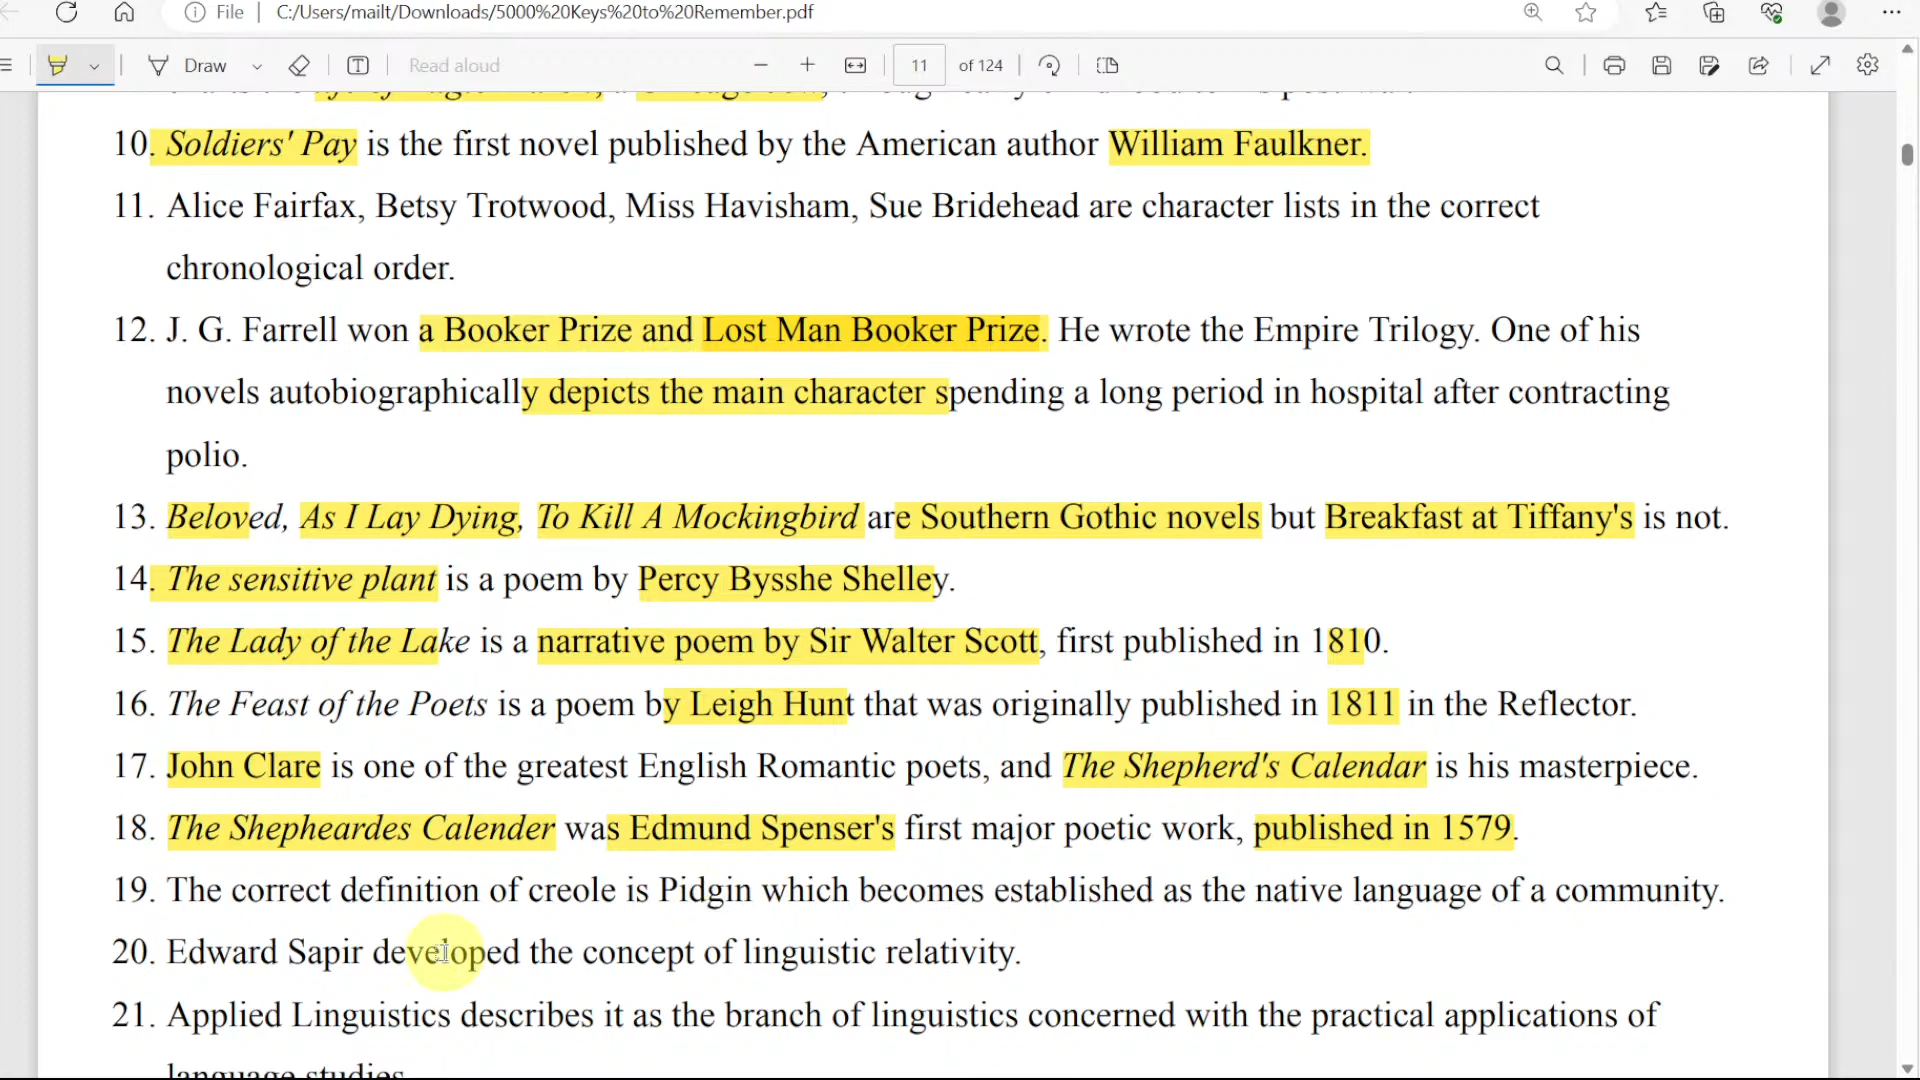 File | C:/Users/mailt/Downloads/5000%20Keys%20to%20Remember.pdf
Draw Read aloud 11 of 124
10. Soldiers' Pay is the first novel published by the American author William Faulkner.
11. Alice Fairfax, Betsy Trotwood, Miss Havisham, Sue Bridehead are character lists in the correct
chronological order.
12. J. G. Farrell won a Booker Prize and Lost Man Booker Prize. He wrote the Empire Trilogy. One of his
novels autobiographically depicts the main character spending a long period in hospital after contracting
polio.
13. Beloved, As I Lay Dying, To Kill A Mockingbird are Southern Gothic novels but Breakfast at Tiffany's is not.
14. The sensitive plant is a poem by Percy Bysshe Shelley.
15. The Lady of the Lake is a narrative poem by Sir Walter Scott, first published in 1810.
16. The Feast of the Poets is a poem by Leigh Hunt that was originally published in 1811 in the Reflector.
17. John Clare is one of the greatest English Romantic poets, and The Shepherd's Calendar is his masterpiece.
18. The Shepheardes Calender was Edmund Spenser's first major poetic work, published in 1579.
19. The correct definition of creole is Pidgin which becomes established as the native language of a community.
20. Edward Sapir developed the concept of linguistic relativity.
21. Applied Linguistics describes it as the branch of linguistics concerned with the practical applications of
language studies.